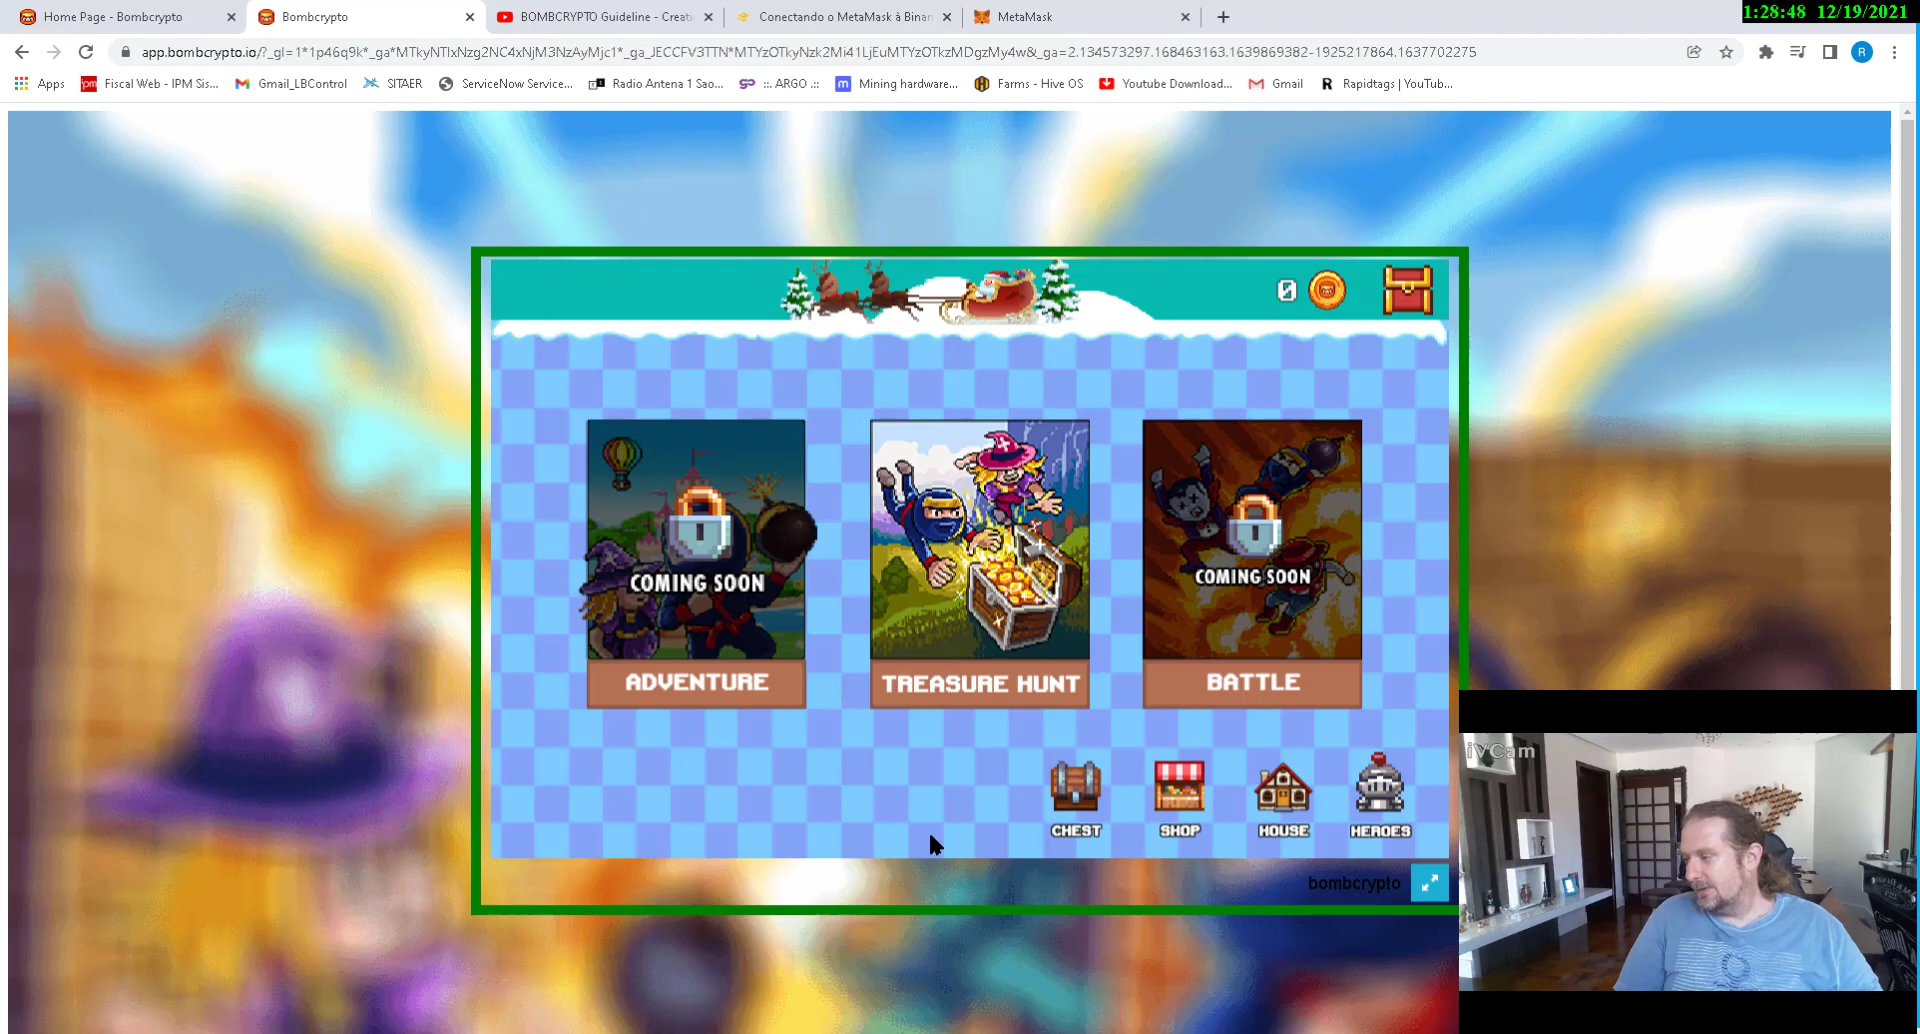 Home Page - Bombcrypto
Bombcrypto
BOMBCRYPTO Guideline - Creati
Conectando o MetaMask à Binan
MetaMask
1:28:48 12/19/2021
app.bombcrypto.io/?_gl=1*1p46q9k*_ga*MTkyNTIxNzg2NC4xNjM3NzAyMjc1*_ga_JECCFV3TTN*MTYzOTkyNzk2Mi41LjEuMTYzOTkzMDgzMy4w&_ga=2.134573297.168463163.1639869382-1925217864.1637702275
R
Apps
ipm
Fiscal Web - IPM Sis...
Gmail_LBControl
SITAER
ServiceNow Service...
Radio Antena 1 Sao...
::. ARGO .::
Mining hardware...
Farms - Hive OS
Youtube Download...
Gmail
R
Rapidtags | YouTub...
0
COMING SOON
COMING SOON
ADVENTURE
TREASURE HUNT
BATTLE
CHEST
SHOP
HOUSE
HEROES
bombcrypto
iVCam